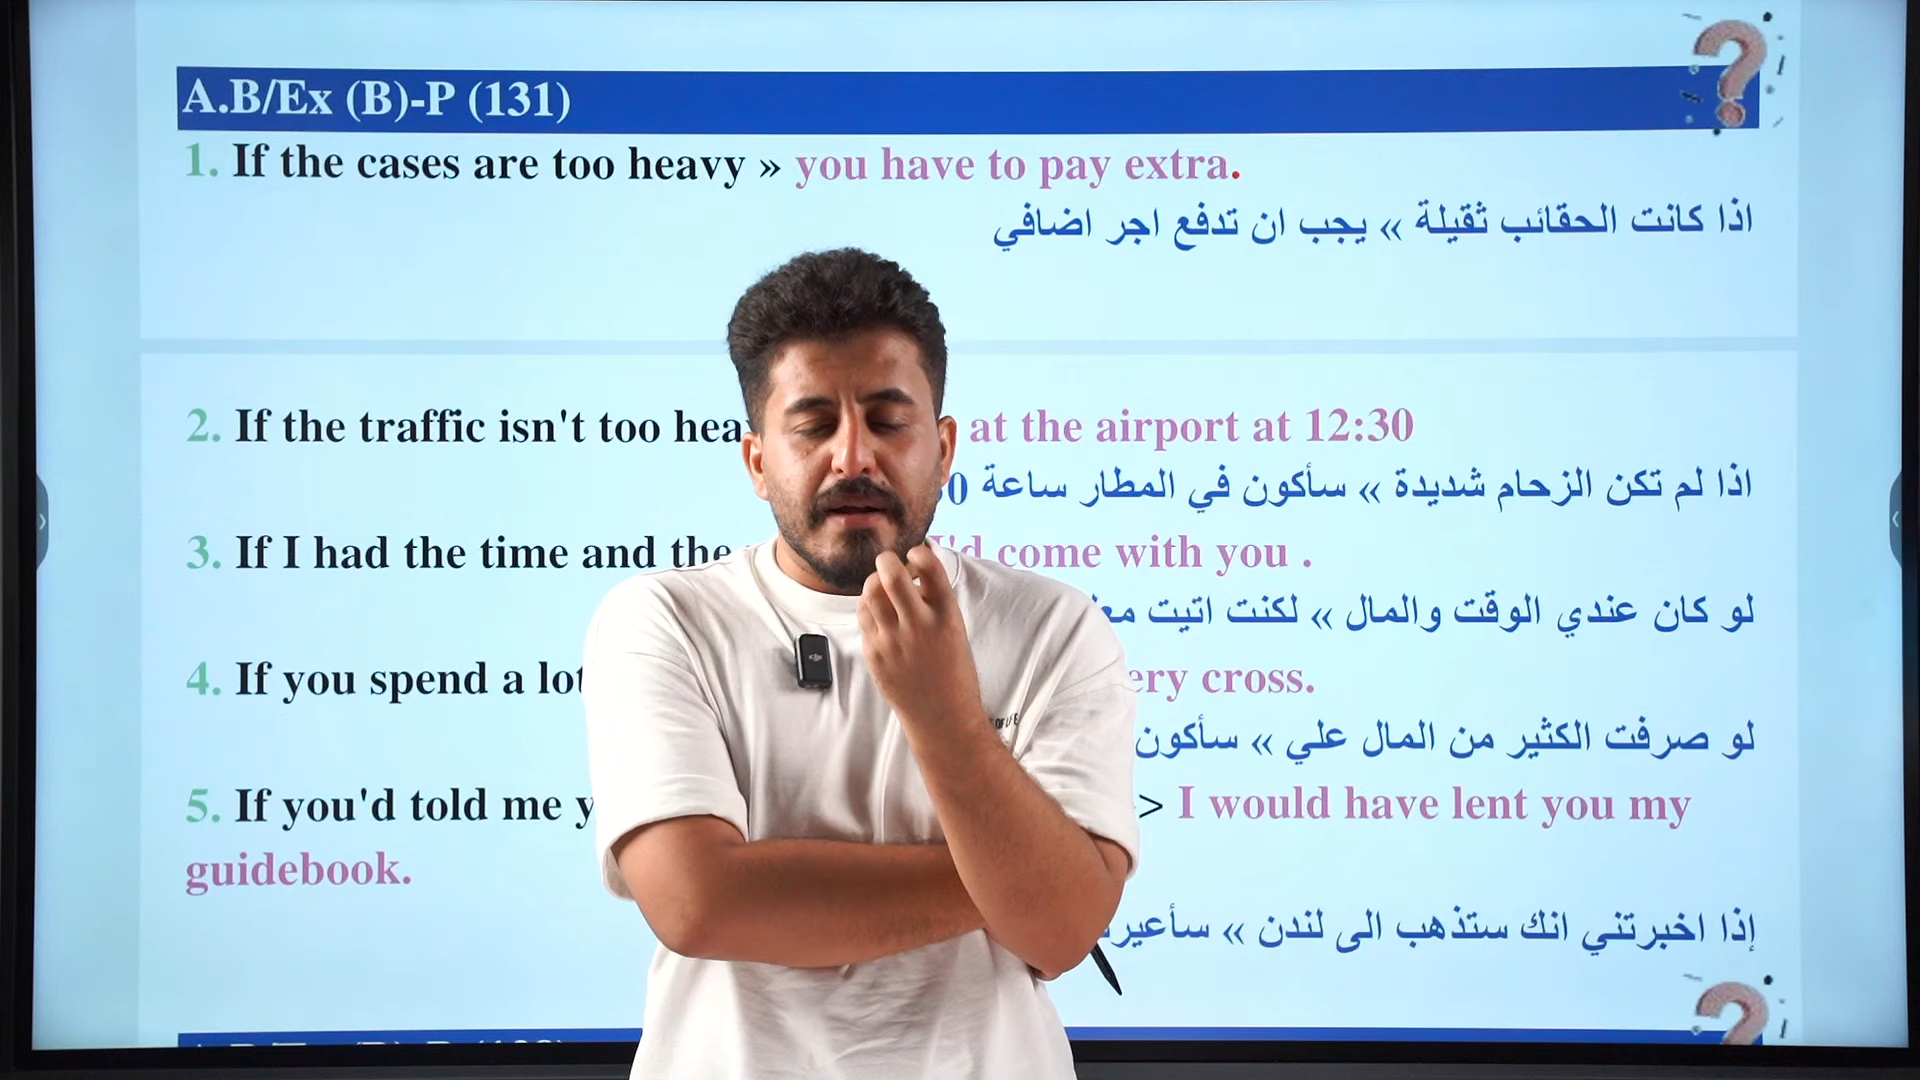 A.B/Ex (B)-P (131)
1. If the cases are too heavy » you have to pay extra.
اذا كانت الحقائب ثقيلة » يجب ان تدفع اجر اضافي
2. If the traffic isn't too at the airport at 12:30
اذا لم تكن الزحام شديدة » سأكون في المطار ساعة
3. If I had the time and the I'd come with you .
لو كان عندي الوقت والمال » لكنت اتيت
4. If you spend a lot cross.
لو صرفت الكثير من المال علي » سأكون
5. If you'd told me > I would have lent you my
guidebook.
إذا اخبرتني انك ستذهب الى لندن »